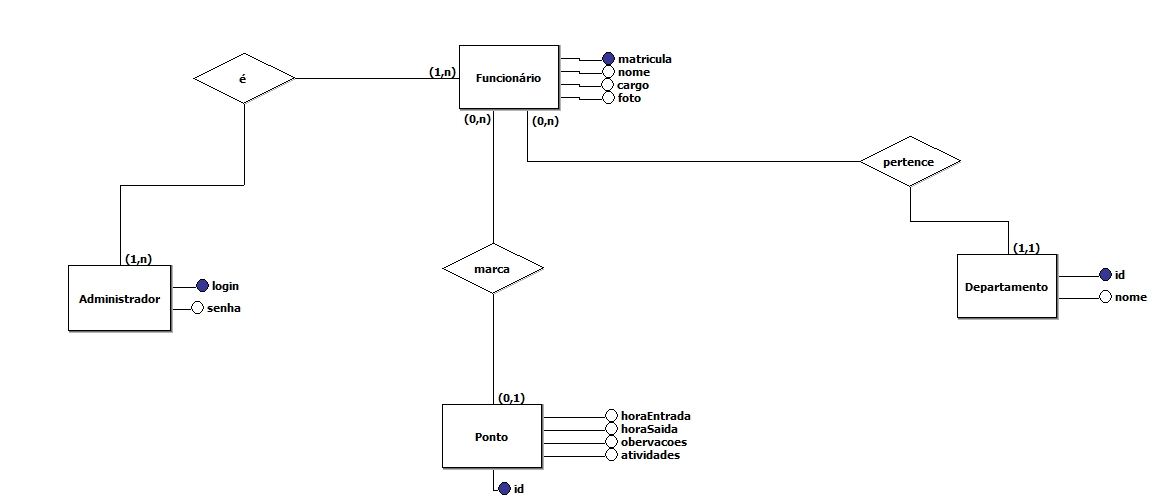 é
(1,n)
Funcionário
matricula
nome
cargo
foto
(0,n)
(0,n)
pertence
marca
(1,n)
Administrador
login
senha
(1,1)
Departamento
id
nome
(0,1)
Ponto
horaEntrada
horaSaida
obervacoes
atividades
id